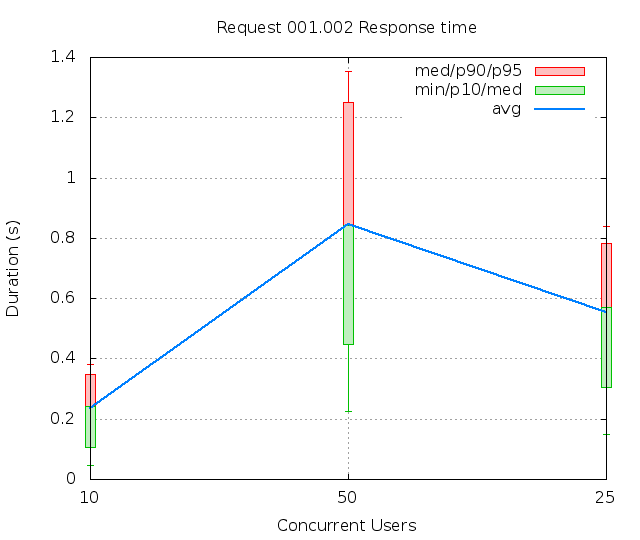 Request 001.002 Response time
1.4
1.2
1
0.8
0.6
0.4
0.2
0
Duration (s)
med/p90/p95
min/p10/med
avg
10
50
25
Concurrent Users